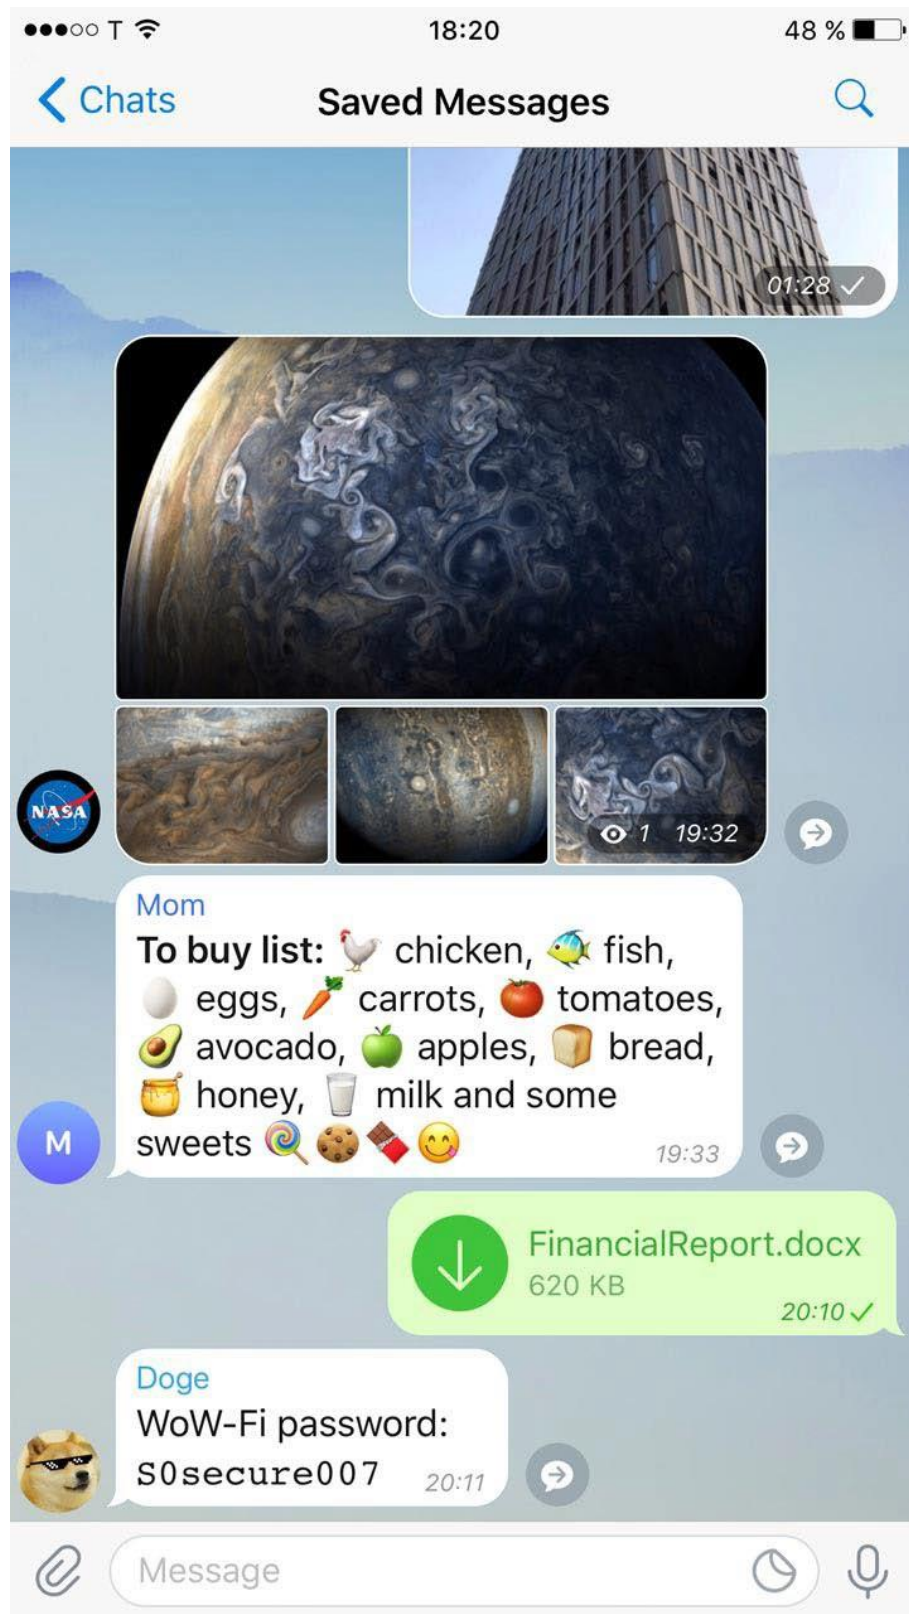 T 18:20 48 %
Chats Saved Messages
01:28
NASA
1 19:32
Mom
To buy list: 🐓 chicken, 🐠 fish,
🥚 eggs, 🥕 carrots, 🍅 tomatoes,
🥑 avocado, 🍏 apples, 🍞 bread,
🍯 honey, 🥛 milk and some
sweets 🍭🍪🍫😋
19:33
M
FinancialReport.docx
620 KB
20:10
Doge
WoW-Fi password:
S0secure007 20:11
Message